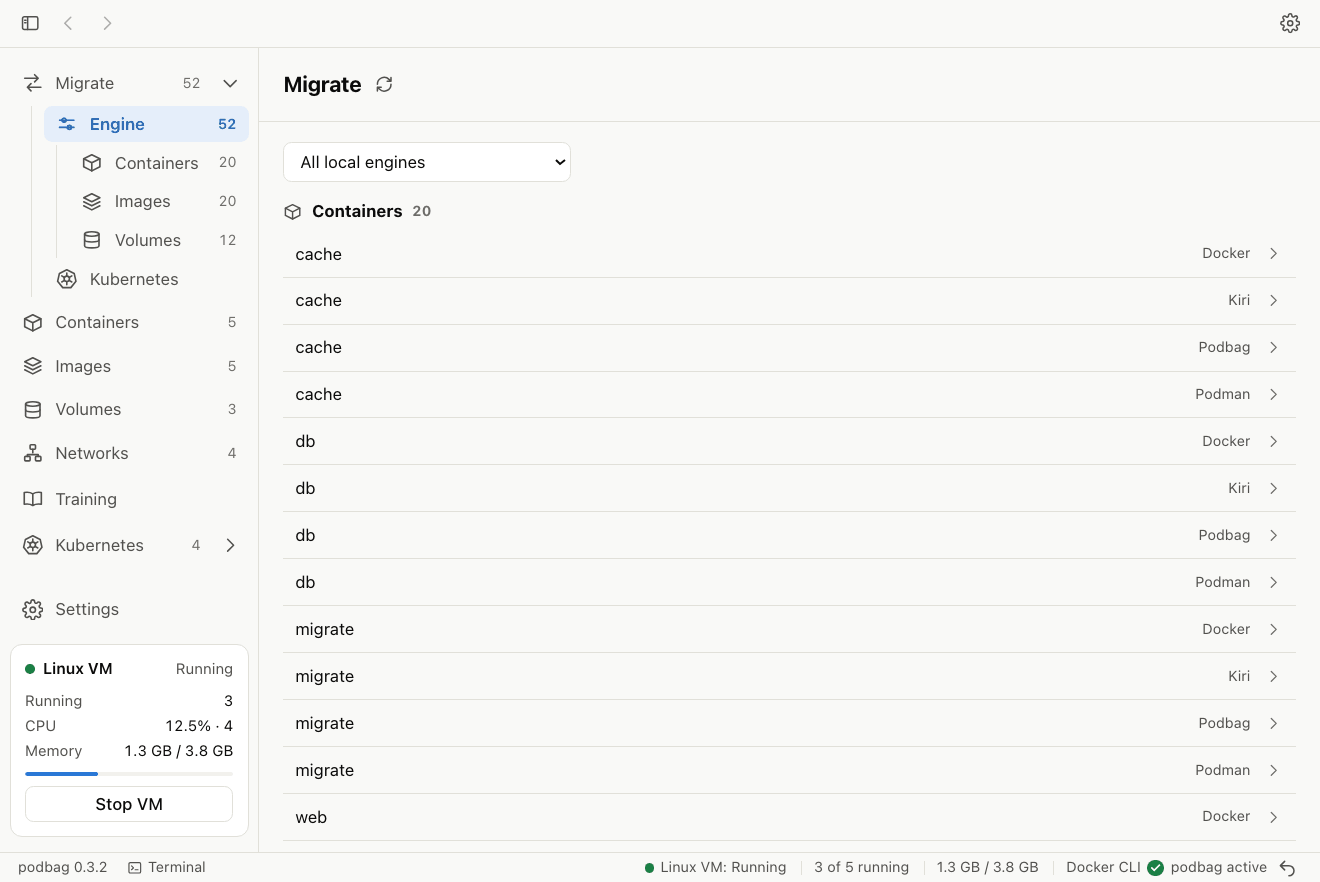 Migrate 52
Engine 52
Containers 20
Images 20
Volumes 12
Kubernetes
Containers 5
Images 5
Volumes 3
Networks 4
Training
Kubernetes 4
Settings
Linux VM Running
Running 3
CPU 12.5% · 4
Memory 1.3 GB / 3.8 GB
Stop VM
Migrate
All local engines
Containers 20
cache Docker
cache Kiri
cache Podbag
cache Podman
db Docker
db Kiri
db Podbag
db Podman
migrate Docker
migrate Kiri
migrate Podbag
migrate Podman
web Docker
podbag 0.3.2 Terminal Linux VM: Running 3 of 5 running 1.3 GB / 3.8 GB Docker CLI podbag active